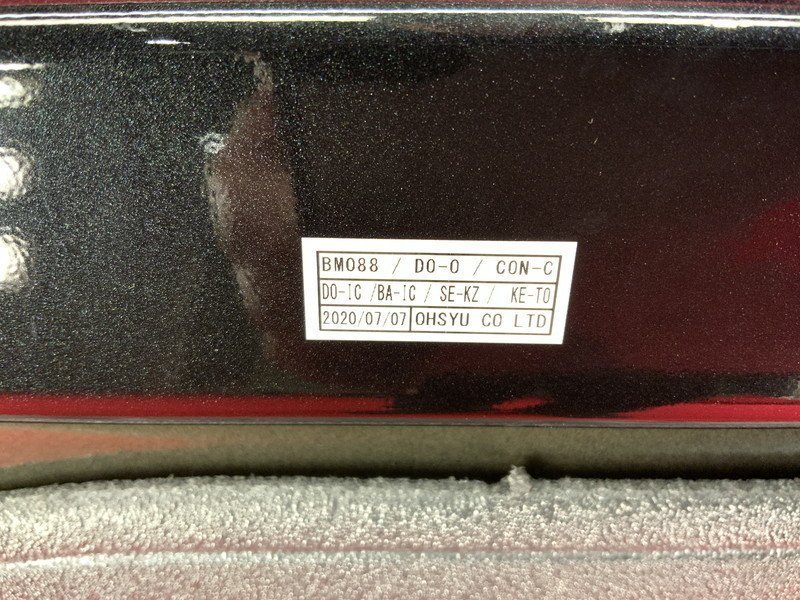 BM088 / DO-O / CON-C
DO-IC /BA-IC / SE-KZ / KE-TO
2020/07/07 OHSYU CO LTD